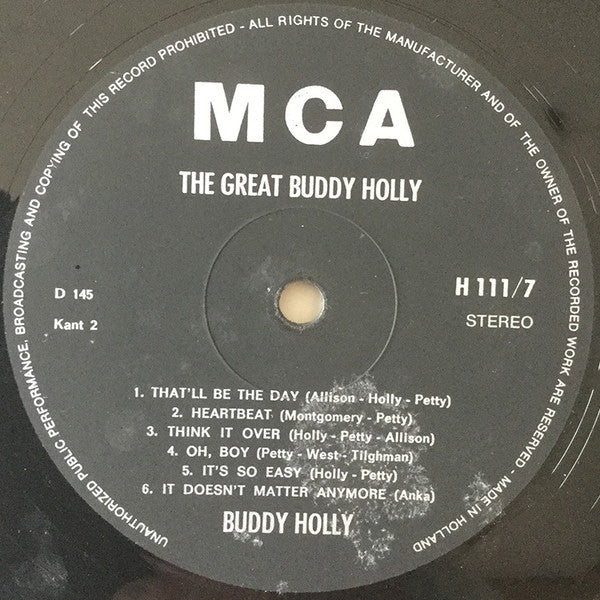 UNAUTHORIZED PUBLIC PERFORMANCE, BROADCASTING AND COPYING OF THIS RECORD PROHIBITED - ALL RIGHTS OF THE MANUFACTURER AND OF THE OWNER OF THE RECORDED WORK ARE RESERVED - MADE IN HOLLAND
MCA
THE GREAT BUDDY HOLLY
D 145
H 111/7
Kant 2
STEREO
1. THAT'LL BE THE DAY (Allison - Holly - Petty)
2. HEARTBEAT (Montgomery - Petty)
3. THINK IT OVER (Holly - Petty - Allison)
4. OH, BOY (Petty - West - Tilghman)
5. IT'S SO EASY (Holly - Petty)
6. IT DOESN'T MATTER ANYMORE (Anka)
BUDDY HOLLY